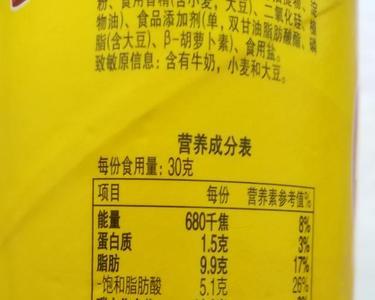 粉、食用香精(含小麦，大豆)、二氧化硅、
物油)、食品添加剂(单，双甘油脂肪酸酯、磷
脂(含大豆)、β-胡萝卜素)、食用盐。
致敏原信息：含有牛奶，小麦和大豆。
营养成分表
每份食用量：30克
项目 每份 营养素参考值%
能量 680千焦 8%
蛋白质 1.5克 3%
脂肪 9.9克 17%
-饱和脂肪酸 5.1克 26%